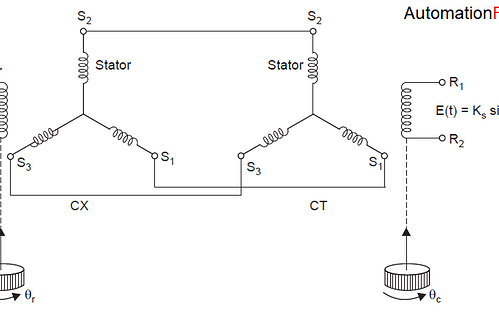 S2 S2 AutomationF
Stator Stator R1
E(t) = Ks si
R2
S3 S1 S3 S1
CX CT
θr θc